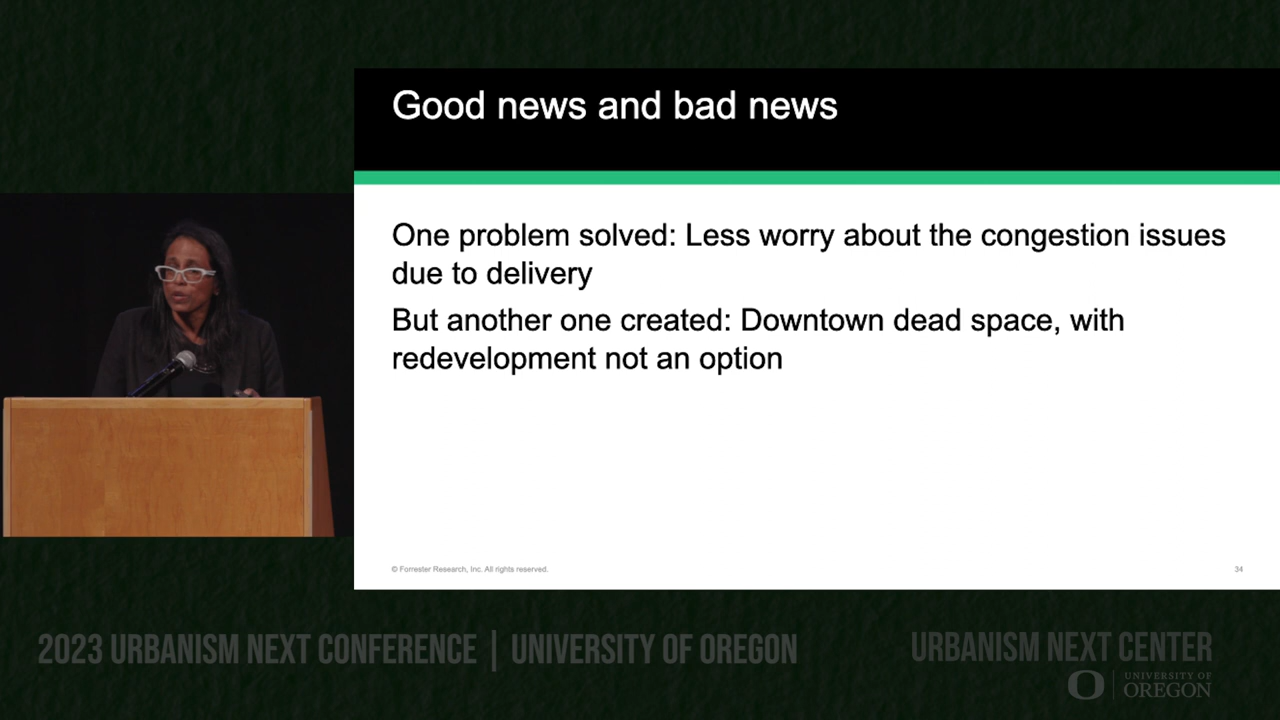 Good news and bad news
One problem solved: Less worry about the congestion issues
due to delivery
But another one created: Downtown dead space, with
redevelopment not an option
© Forrester Research, Inc. All rights reserved.
34
2023 URBANISM NEXT CONFERENCE | UNIVERSITY OF OREGON
URBANISM NEXT CENTER
O | UNIVERSITY OF
OREGON